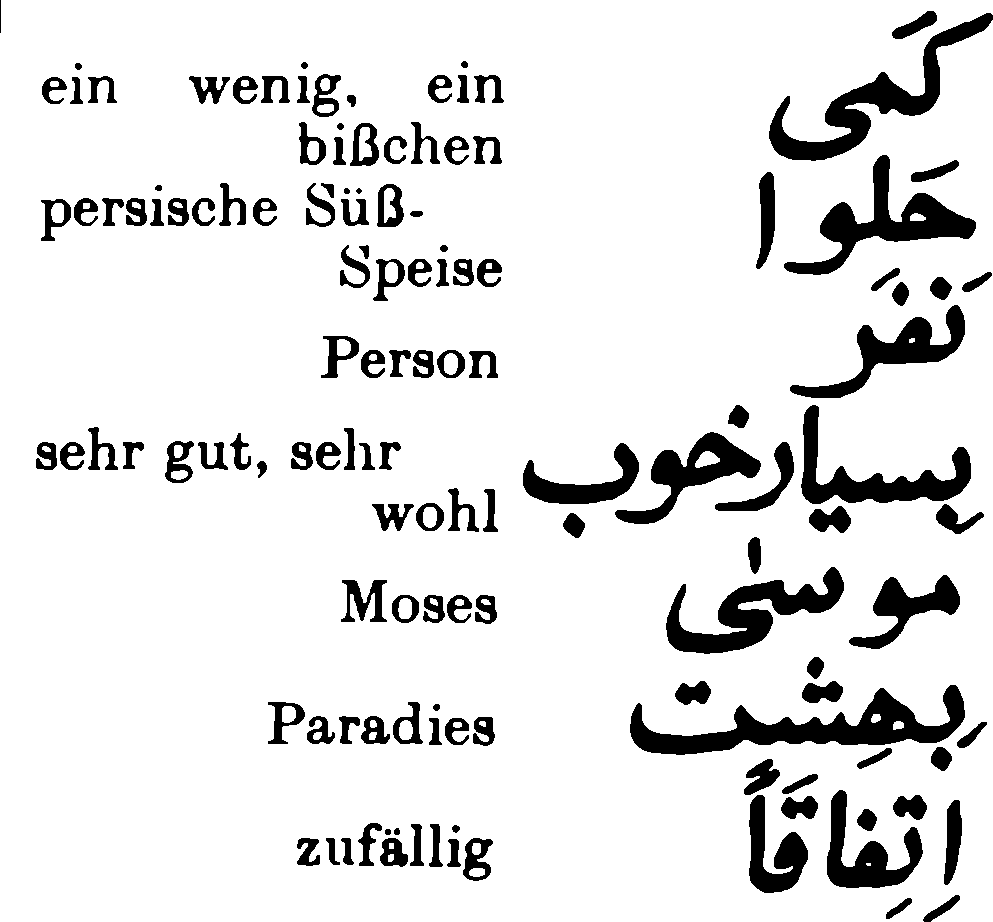 ein wenig, ein کَمی
bißchen
persische Süß- حَلوا
Speise
Person نَفَر
sehr gut, sehr بِسیارخوب
wohl
Moses موسیٰ
Paradies بِهِشت
zufällig اِتِفاقاً